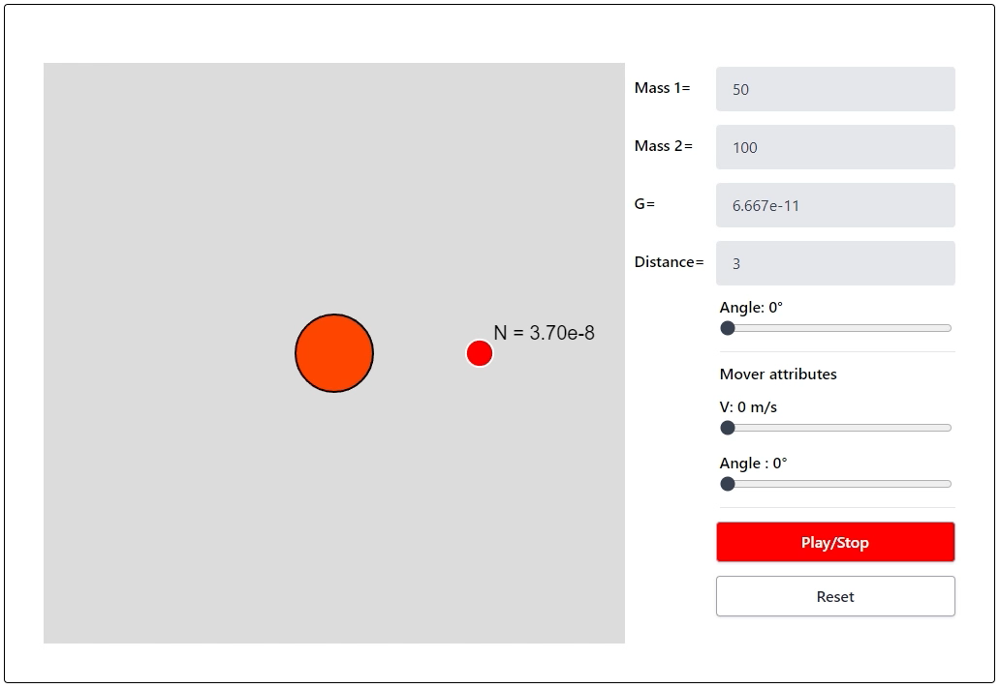 Mass 1=
50
Mass 2=
100
G=
6.667e-11
Distance=
3
Angle: 0°
N = 3.70e-8
Mover attributes
V: 0 m/s
Angle : 0°
Play/Stop
Reset